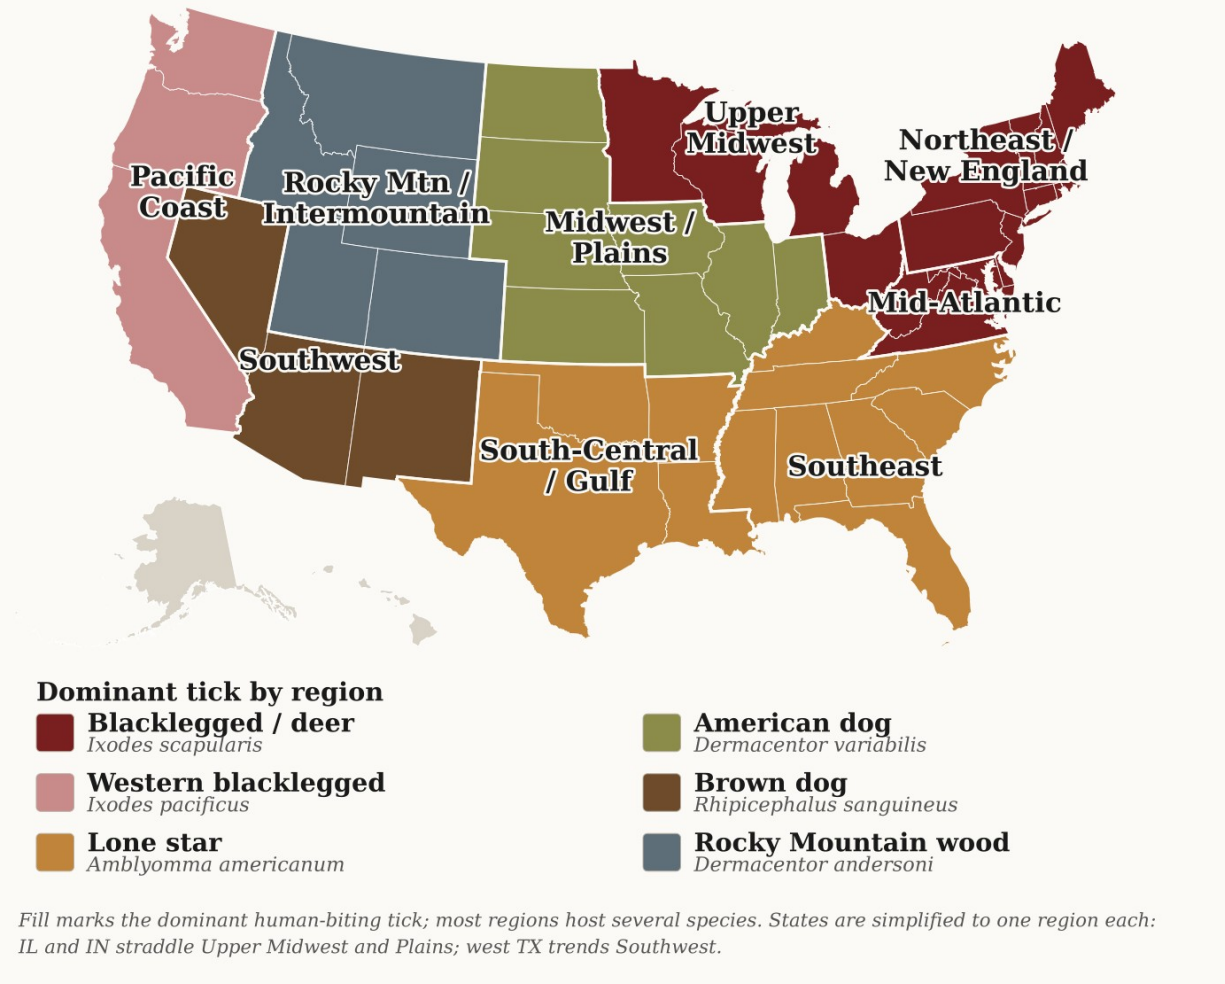 Upper
Midwest
Northeast /
New England
Pacific
Coast
Rocky Mtn /
Intermountain
Midwest /
Plains
Mid-Atlantic
Southwest
South-Central
/ Gulf
Southeast
Dominant tick by region
Blacklegged / deer
Ixodes scapularis
Western blacklegged
Ixodes pacificus
Lone star
Amblyomma americanum
American dog
Dermacentor variabilis
Brown dog
Rhipicephalus sanguineus
Rocky Mountain wood
Dermacentor andersoni
Fill marks the dominant human-biting tick; most regions host several species. States are simplified to one region each:
IL and IN straddle Upper Midwest and Plains; west TX trends Southwest.